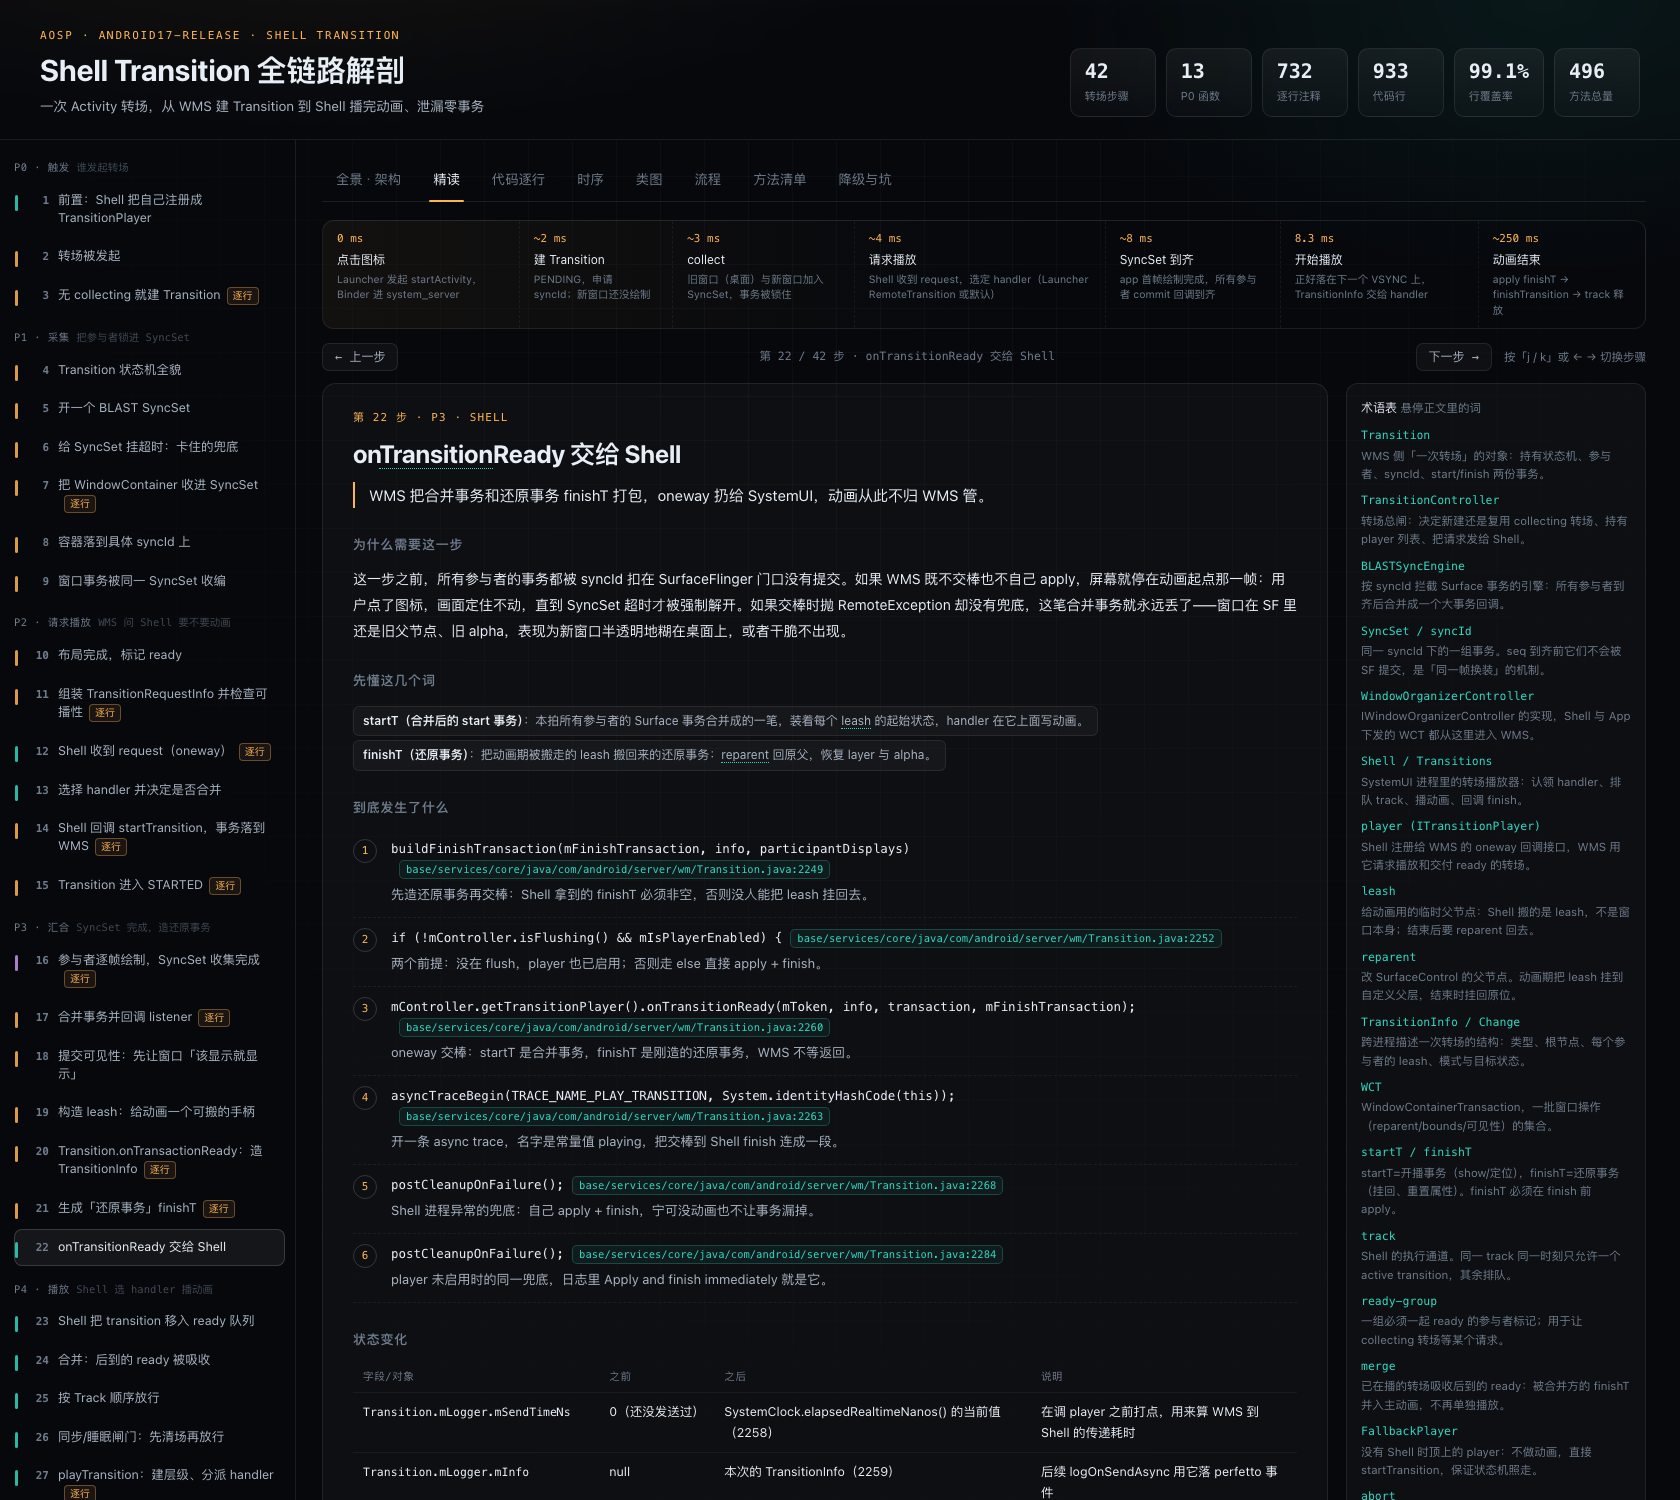 AOSP · ANDROID17-RELEASE · SHELL TRANSITION
Shell Transition 全链路解剖
一次 Activity 转场，从 WMS 建 Transition 到 Shell 播完动画、泄漏零事务
42
转场步骤
13
P0 函数
732
逐行注释
933
代码行
99.1%
行覆盖率
496
方法总量
P0 · 触发 谁发起转场
1 前置：Shell 把自己注册成
TransitionPlayer
2 转场被发起
3 无 collecting 就建 Transition 逐行
P1 · 采集 把参与者锁进 SyncSet
4 Transition 状态机全貌
5 开一个 BLAST SyncSet
6 给 SyncSet 挂超时：卡住的兜底
7 把 WindowContainer 收进 SyncSet
逐行
8 容器落到具体 syncId 上
9 窗口事务被同一 SyncSet 收编
P2 · 请求播放 WMS 问 Shell 要不要动画
10 布局完成，标记 ready
11 组装 TransitionRequestInfo 并检查可
播性 逐行
12 Shell 收到 request（oneway） 逐行
13 选择 handler 并决定是否合并
14 Shell 回调 startTransition，事务落到
WMS 逐行
15 Transition 进入 STARTED 逐行
P3 · 汇合 SyncSet 完成，造还原事务
16 参与者逐帧绘制，SyncSet 收集完成
逐行
17 合并事务并回调 listener 逐行
18 提交可见性：先让窗口「该显示就显
示」
19 构造 leash：给动画一个可搬的手柄
20 Transition.onTransactionReady：造
TransitionInfo 逐行
21 生成「还原事务」finishT 逐行
22 onTransitionReady 交给 Shell
P4 · 播放 Shell 选 handler 播动画
23 Shell 把 transition 移入 ready 队列
24 合并：后到的 ready 被吸收
25 按 Track 顺序放行
26 同步/睡眠闸门：先清场再放行
27 playTransition：建层级、分派 handler
逐行
全景 · 架构 精读 代码逐行 时序 类图 流程 方法清单 降级与坑
0 ms
点击图标
Launcher 发起 startActivity，
Binder 进 system_server
~2 ms
建 Transition
PENDING，申请
syncId；新窗口还没绘制
~3 ms
collect
旧窗口（桌面）与新窗口加入
SyncSet，事务被锁住
~4 ms
请求播放
Shell 收到 request，选定 handler（Launcher
RemoteTransition 或默认）
~8 ms
SyncSet 到齐
app 首帧绘制完成，所有参与
者 commit 回调到齐
8.3 ms
开始播放
正好落在下一个 VSYNC 上，
TransitionInfo 交给 handler
~250 ms
动画结束
apply finishT →
finishTransition → track 释
放
← 上一步
第 22 / 42 步 · onTransitionReady 交给 Shell
下一步 →
按「j / k」或 ← → 切换步骤
第 22 步 · P3 · SHELL
onTransitionReady 交给 Shell
WMS 把合并事务和还原事务 finishT 打包，oneway 扔给 SystemUI，动画从此不归 WMS 管。
为什么需要这一步
这一步之前，所有参与者的事务都被 syncId 扣在 SurfaceFlinger 门口没有提交。如果 WMS 既不交棒也不自己 apply，屏幕就停在动画起点那一帧：用
户点了图标，画面定住不动，直到 SyncSet 超时才被强制解开。如果交棒时抛 RemoteException 却没有兜底，这笔合并事务就永远丢了——窗口在 SF 里
还是旧父节点、旧 alpha，表现为新窗口半透明地糊在桌面上，或者干脆不出现。
先懂这几个词
startT（合并后的 start 事务）：本拍所有参与者的 Surface 事务合并成的一笔，装着每个 leash 的起始状态，handler 在它上面写动画。
finishT（还原事务）：把动画期被搬走的 leash 搬回来的还原事务：reparent 回原父，恢复 layer 与 alpha。
到底发生了什么
1 buildFinishTransaction(mFinishTransaction, info, participantDisplays)
base/services/core/java/com/android/server/wm/Transition.java:2249
先造还原事务再交棒：Shell 拿到的 finishT 必须非空，否则没人能把 leash 挂回去。
2 if (!mController.isFlushing() && mIsPlayerEnabled) { base/services/core/java/com/android/server/wm/Transition.java:2252
两个前提：没在 flush，player 也已启用；否则走 else 直接 apply + finish。
3 mController.getTransitionPlayer().onTransitionReady(mToken, info, transaction, mFinishTransaction);
base/services/core/java/com/android/server/wm/Transition.java:2260
oneway 交棒：startT 是合并事务，finishT 是刚造的还原事务，WMS 不等返回。
4 asyncTraceBegin(TRACE_NAME_PLAY_TRANSITION, System.identityHashCode(this));
base/services/core/java/com/android/server/wm/Transition.java:2263
开一条 async trace，名字是常量值 playing，把交棒到 Shell finish 连成一段。
5 postCleanupOnFailure(); base/services/core/java/com/android/server/wm/Transition.java:2268
Shell 进程异常的兜底：自己 apply + finish，宁可没动画也不让事务漏掉。
6 postCleanupOnFailure(); base/services/core/java/com/android/server/wm/Transition.java:2284
player 未启用时的同一兜底，日志里 Apply and finish immediately 就是它。
状态变化
字段/对象 之前 之后 说明
Transition.mLogger.mSendTimeNs 0（还没发送过） SystemClock.elapsedRealtimeNanos() 的当前值
（2258） 在调 player 之前打点，用来算 WMS 到
Shell 的传递耗时
Transition.mLogger.mInfo null 本次的 TransitionInfo（2259） 后续 logOnSendAsync 用它落 perfetto 事
件
术语表 悬停正文里的词
Transition
WMS 侧「一次转场」的对象：持有状态机、参与
者、syncId、start/finish 两份事务。
TransitionController
转场总闸：决定新建还是复用 collecting 转场、持有
player 列表、把请求发给 Shell。
BLASTSyncEngine
按 syncId 拦截 Surface 事务的引擎：所有参与者到
齐后合并成一个大事务回调。
SyncSet / syncId
同一 syncId 下的一组事务。seq 到齐前它们不会被
SF 提交，是「同一帧换装」的机制。
WindowOrganizerController
IWindowOrganizerController 的实现，Shell 与 App
下发的 WCT 都从这里进入 WMS。
Shell / Transitions
SystemUI 进程里的转场播放器：认领 handler、排
队 track、播动画、回调 finish。
player (ITransitionPlayer)
Shell 注册给 WMS 的 oneway 回调接口，WMS 用
它请求播放和交付 ready 的转场。
leash
给动画用的临时父节点：Shell 搬的是 leash，不是窗
口本身；结束后要 reparent 回去。
reparent
改 SurfaceControl 的父节点。动画期把 leash 挂到
自定义父层，结束时挂回原位。
TransitionInfo / Change
跨进程描述一次转场的结构：类型、根节点、每个参
与者的 leash、模式与目标状态。
WCT
WindowContainerTransaction，一批窗口操作
（reparent/bounds/可见性）的集合。
startT / finishT
startT=开播事务（show/定位），finishT=还原事务
（挂回、重置属性）。finishT 必须在 finish 前
apply。
track
Shell 的执行通道。同一 track 同一时刻只允许一个
active transition，其余排队。
ready-group
一组必须一起 ready 的参与者标记；用于让
collecting 转场等某个请求。
merge
已在播的转场吸收后到的 ready：被合并方的 finishT
并入主动画，不再单独播放。
FallbackPlayer
没有 Shell 时顶上的 player：不做动画，直接
startTransition，保证状态机照走。
abort